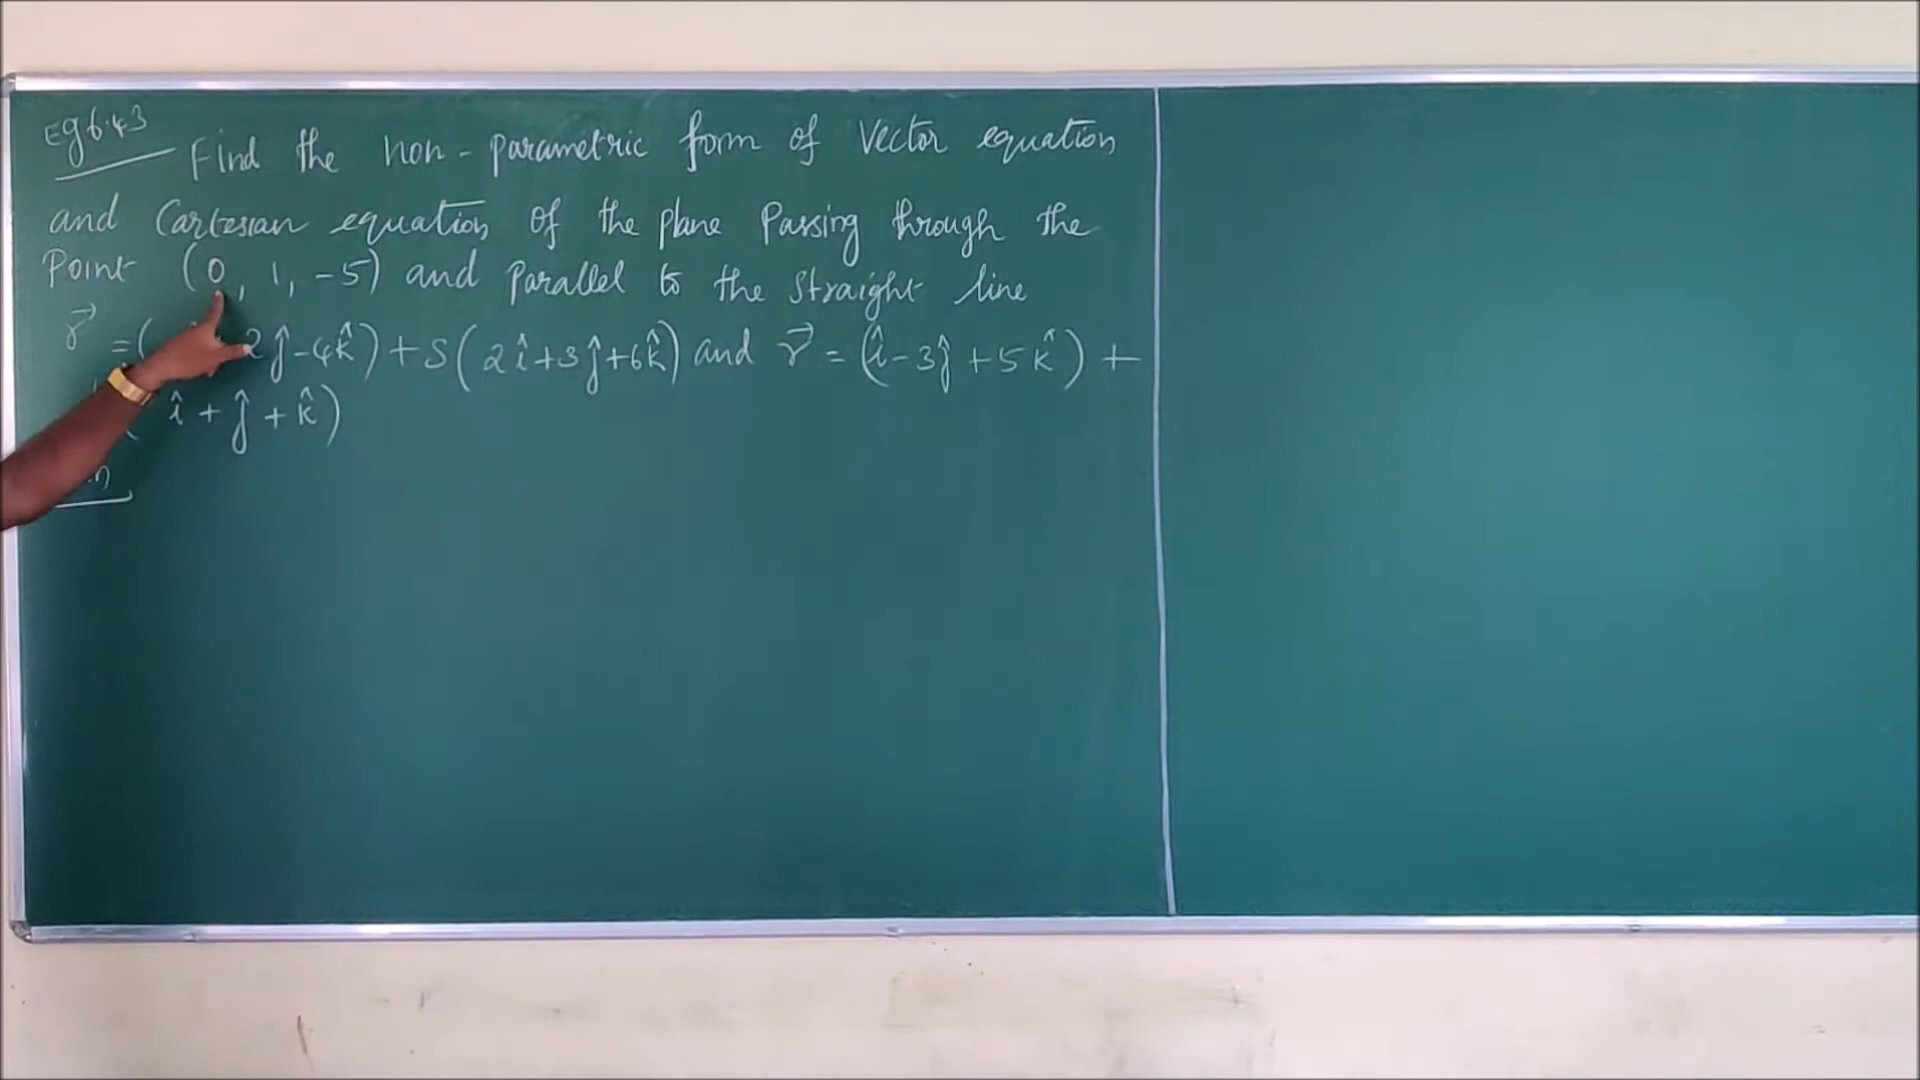 Eg 6.43
Find the non-parametric form of Vector equation
and Cartesian equation of the plane Passing through the
Point (0, 1, -5) and Parallel to the straight line
r⃗ =( 2ĵ-4k̂)+S(2î+3ĵ+6k̂) and r⃗ = (î-3ĵ+5k̂)+
( î+ĵ+k̂)